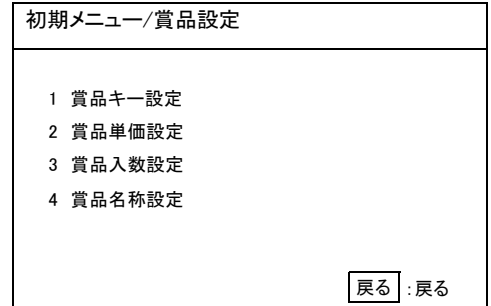 初期メニュー/賞品設定
1 賞品キー設定
2 賞品単価設定
3 賞品入数設定
4 賞品名称設定
戻る :戻る